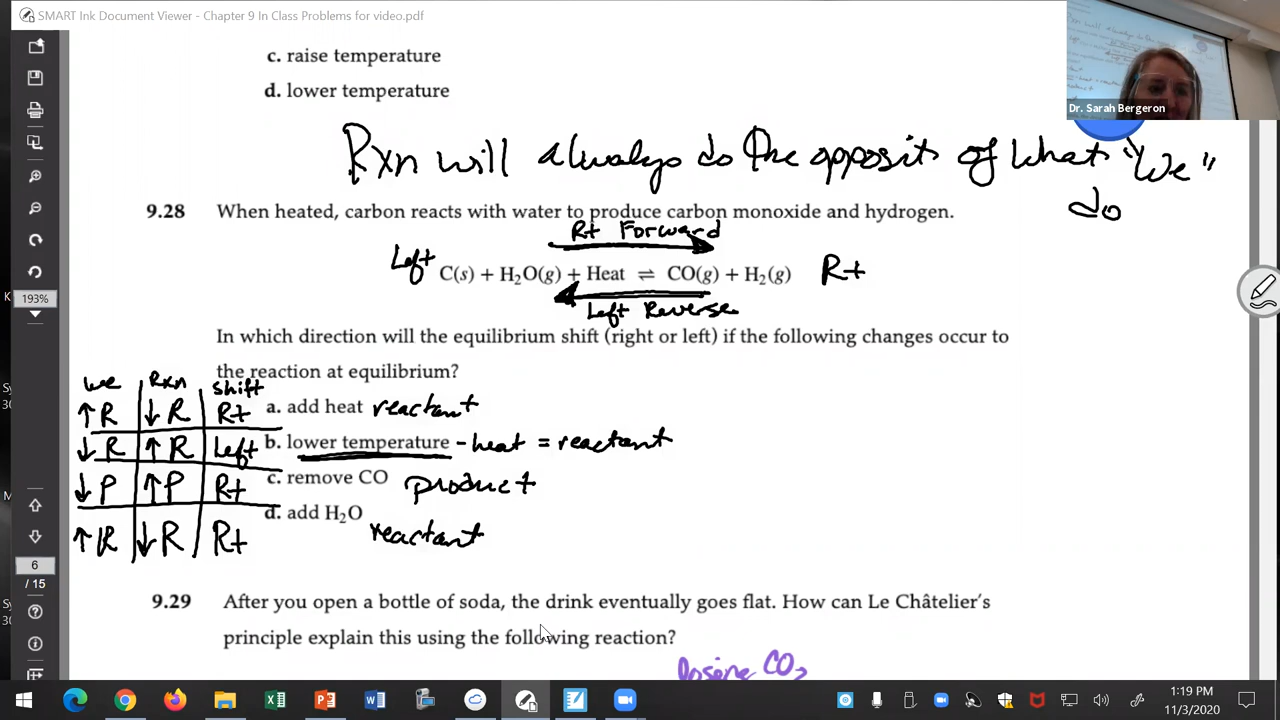 SMART Ink Document Viewer - Chapter 9 In Class Problems for video.pdf
Dr. Sarah Bergeron
c. raise temperature
d. lower temperature
Rxn will always do the opposit of what "we"
do
9.28 When heated, carbon reacts with water to produce carbon monoxide and hydrogen.
Rt Forward
Left C(s) + H₂O(g) + Heat ⇌ CO(g) + H₂(g) Rt
Left Reverse
In which direction will the equilibrium shift (right or left) if the following changes occur to
the reaction at equilibrium?
we Rxn shift
↑R ↓R Rt a. add heat reactant
↓R ↑R Left b. lower temperature - heat = reactant
↓P ↑P Rt c. remove CO product
↑R ↓R Rt d. add H₂O reactant
9.29 After you open a bottle of soda, the drink eventually goes flat. How can Le Châtelier's
principle explain this using the following reaction?
losing CO₂
193%
6
/ 15
1:19 PM
11/3/2020